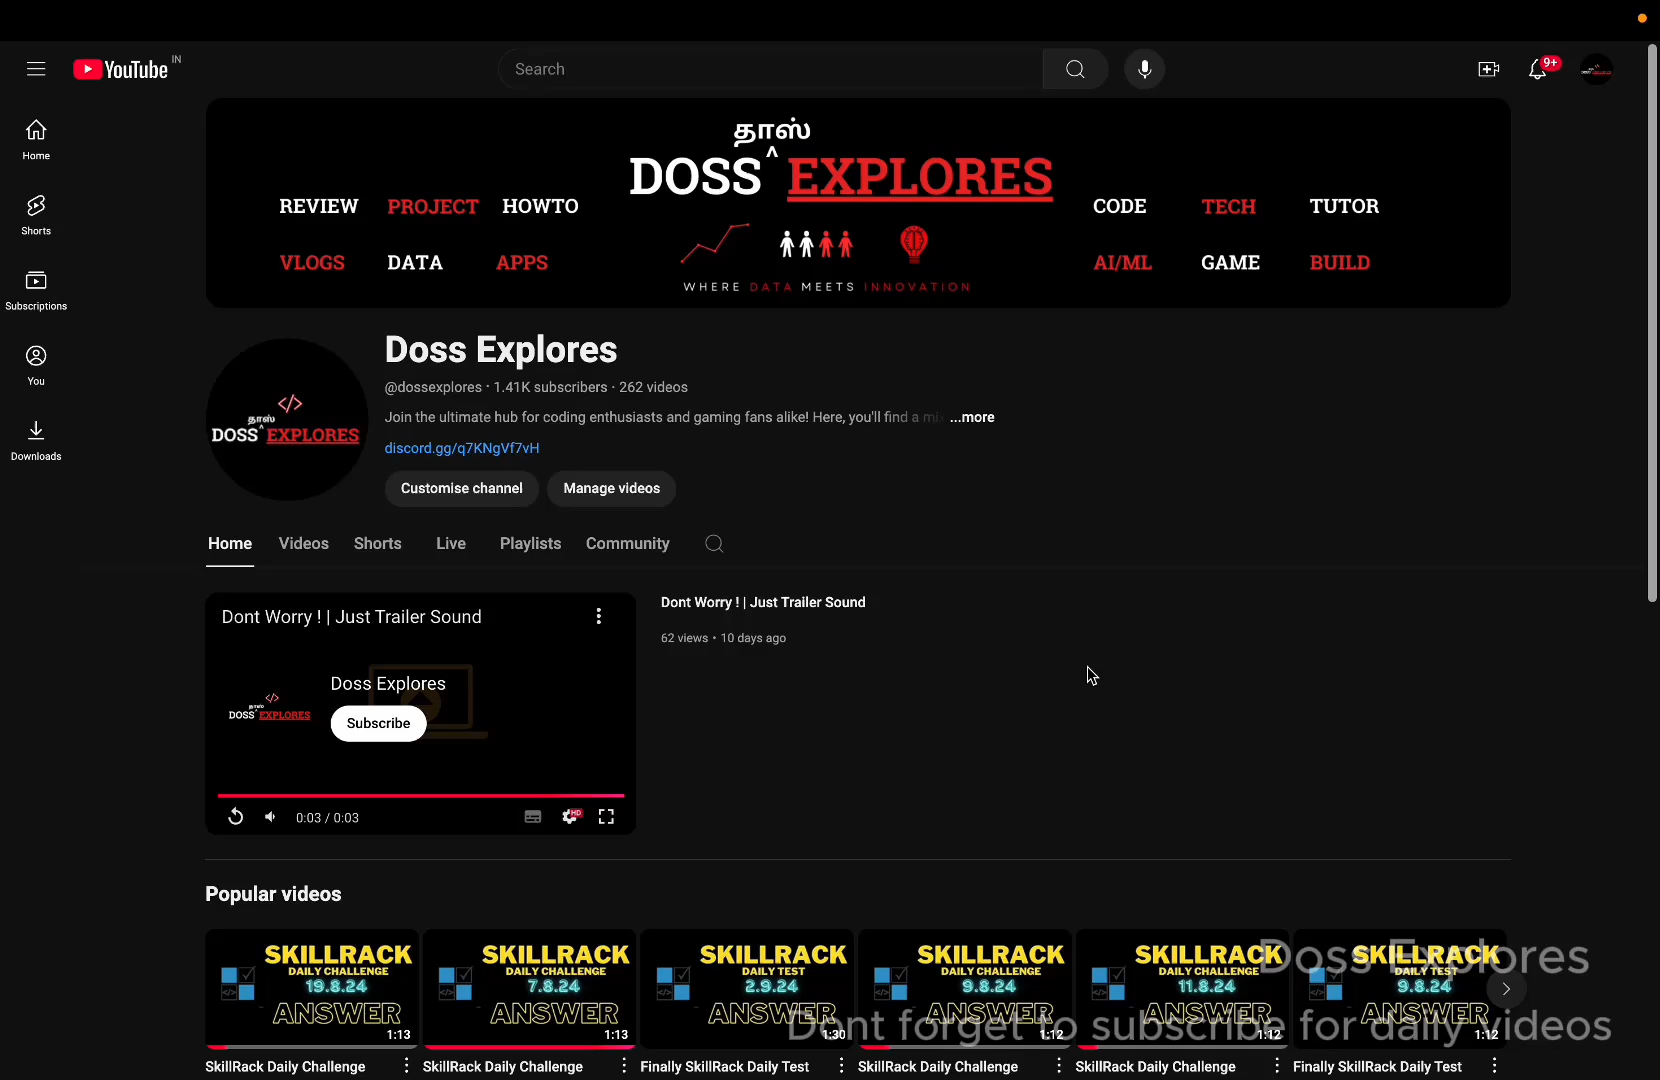 YouTube IN
Search
9+
Home
Shorts
Subscriptions
You
Downloads
தாஸ்
DOSS ^ EXPLORES
REVIEW PROJECT HOWTO
VLOGS DATA APPS
CODE TECH TUTOR
AI/ML GAME BUILD
WHERE DATA MEETS INNOVATION
தாஸ்
DOSS ^ EXPLORES
Doss Explores
@dossexplores · 1.41K subscribers · 262 videos
Join the ultimate hub for coding enthusiasts and gaming fans alike! Here, you'll find a ...more
discord.gg/q7KNgVf7vH
Customise channel Manage videos
Home Videos Shorts Live Playlists Community
Dont Worry ! | Just Trailer Sound
Doss Explores
DOSS EXPLORES
Subscribe
0:03 / 0:03
HD
Dont Worry ! | Just Trailer Sound
62 views • 10 days ago
Popular videos
SKILLRACK
DAILY CHALLENGE
19.8.24
ANSWER
1:13
SkillRack Daily Challenge
SKILLRACK
DAILY CHALLENGE
7.8.24
ANSWER
1:13
SkillRack Daily Challenge
SKILLRACK
DAILY TEST
2.9.24
ANSWER
1:30
Finally SkillRack Daily Test
SKILLRACK
DAILY CHALLENGE
9.8.24
ANSWER
1:12
SkillRack Daily Challenge
SKILLRACK
DAILY CHALLENGE
11.8.24
ANSWER
1:12
SkillRack Daily Challenge
SKILLRACK
DAILY TEST
9.8.24
ANSWER
1:12
Finally SkillRack Daily Test
Doss Explores
Dont forget to subscribe for daily videos